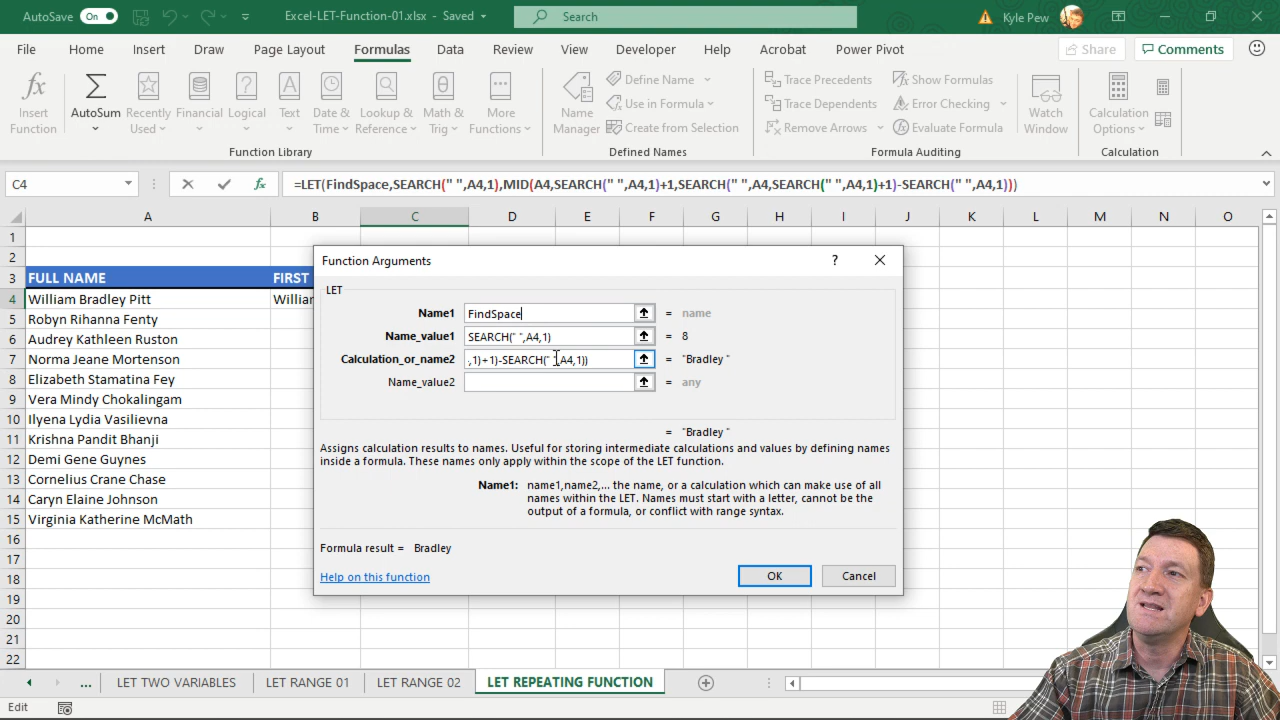 AutoSave On Excel-LET-Function-01.xlsx - Saved Search Kyle Pew
File Home Insert Draw Page Layout Formulas Data Review View Developer Help Acrobat Power Pivot Share Comments
Insert Function
AutoSum
Recently Used
Financial
Logical
Text
Date & Time
Lookup & Reference
Math & Trig
More Functions
Function Library
Name Manager
Define Name
Use in Formula
Create from Selection
Defined Names
Trace Precedents
Trace Dependents
Remove Arrows
Show Formulas
Error Checking
Evaluate Formula
Formula Auditing
Watch Window
Calculation Options
Calculation
C4 =LET(FindSpace,SEARCH(" ",A4,1),MID(A4,SEARCH(" ",A4,1)+1,SEARCH(" ",A4,SEARCH(" ",A4,1)+1)-SEARCH(" ",A4,1)))
A B C D E F G H I J K L M N O
1
2
3 FULL NAME FIRST
4 William Bradley Pitt William
5 Robyn Rihanna Fenty
6 Audrey Kathleen Ruston
7 Norma Jeane Mortenson
8 Elizabeth Stamatina Fey
9 Vera Mindy Chokalingam
10 Ilyena Lydia Vasilievna
11 Krishna Pandit Bhanji
12 Demi Gene Guynes
13 Cornelius Crane Chase
14 Caryn Elaine Johnson
15 Virginia Katherine McMath
16
17
18
19
20
21
22
Function Arguments ?
LET
Name1 FindSpace = name
Name_value1 SEARCH(" ",A4,1) = 8
Calculation_or_name2 ,1)+1)-SEARCH(" ",A4,1)) = "Bradley "
Name_value2 = any
= "Bradley "
Assigns calculation results to names. Useful for storing intermediate calculations and values by defining names
inside a formula. These names only apply within the scope of the LET function.
Name1: name1,name2,... the name, or a calculation which can make use of all
names within the LET. Names must start with a letter, cannot be the
output of a formula, or conflict with range syntax.
Formula result = Bradley
Help on this function OK Cancel
... LET TWO VARIABLES LET RANGE 01 LET RANGE 02 LET REPEATING FUNCTION
Edit